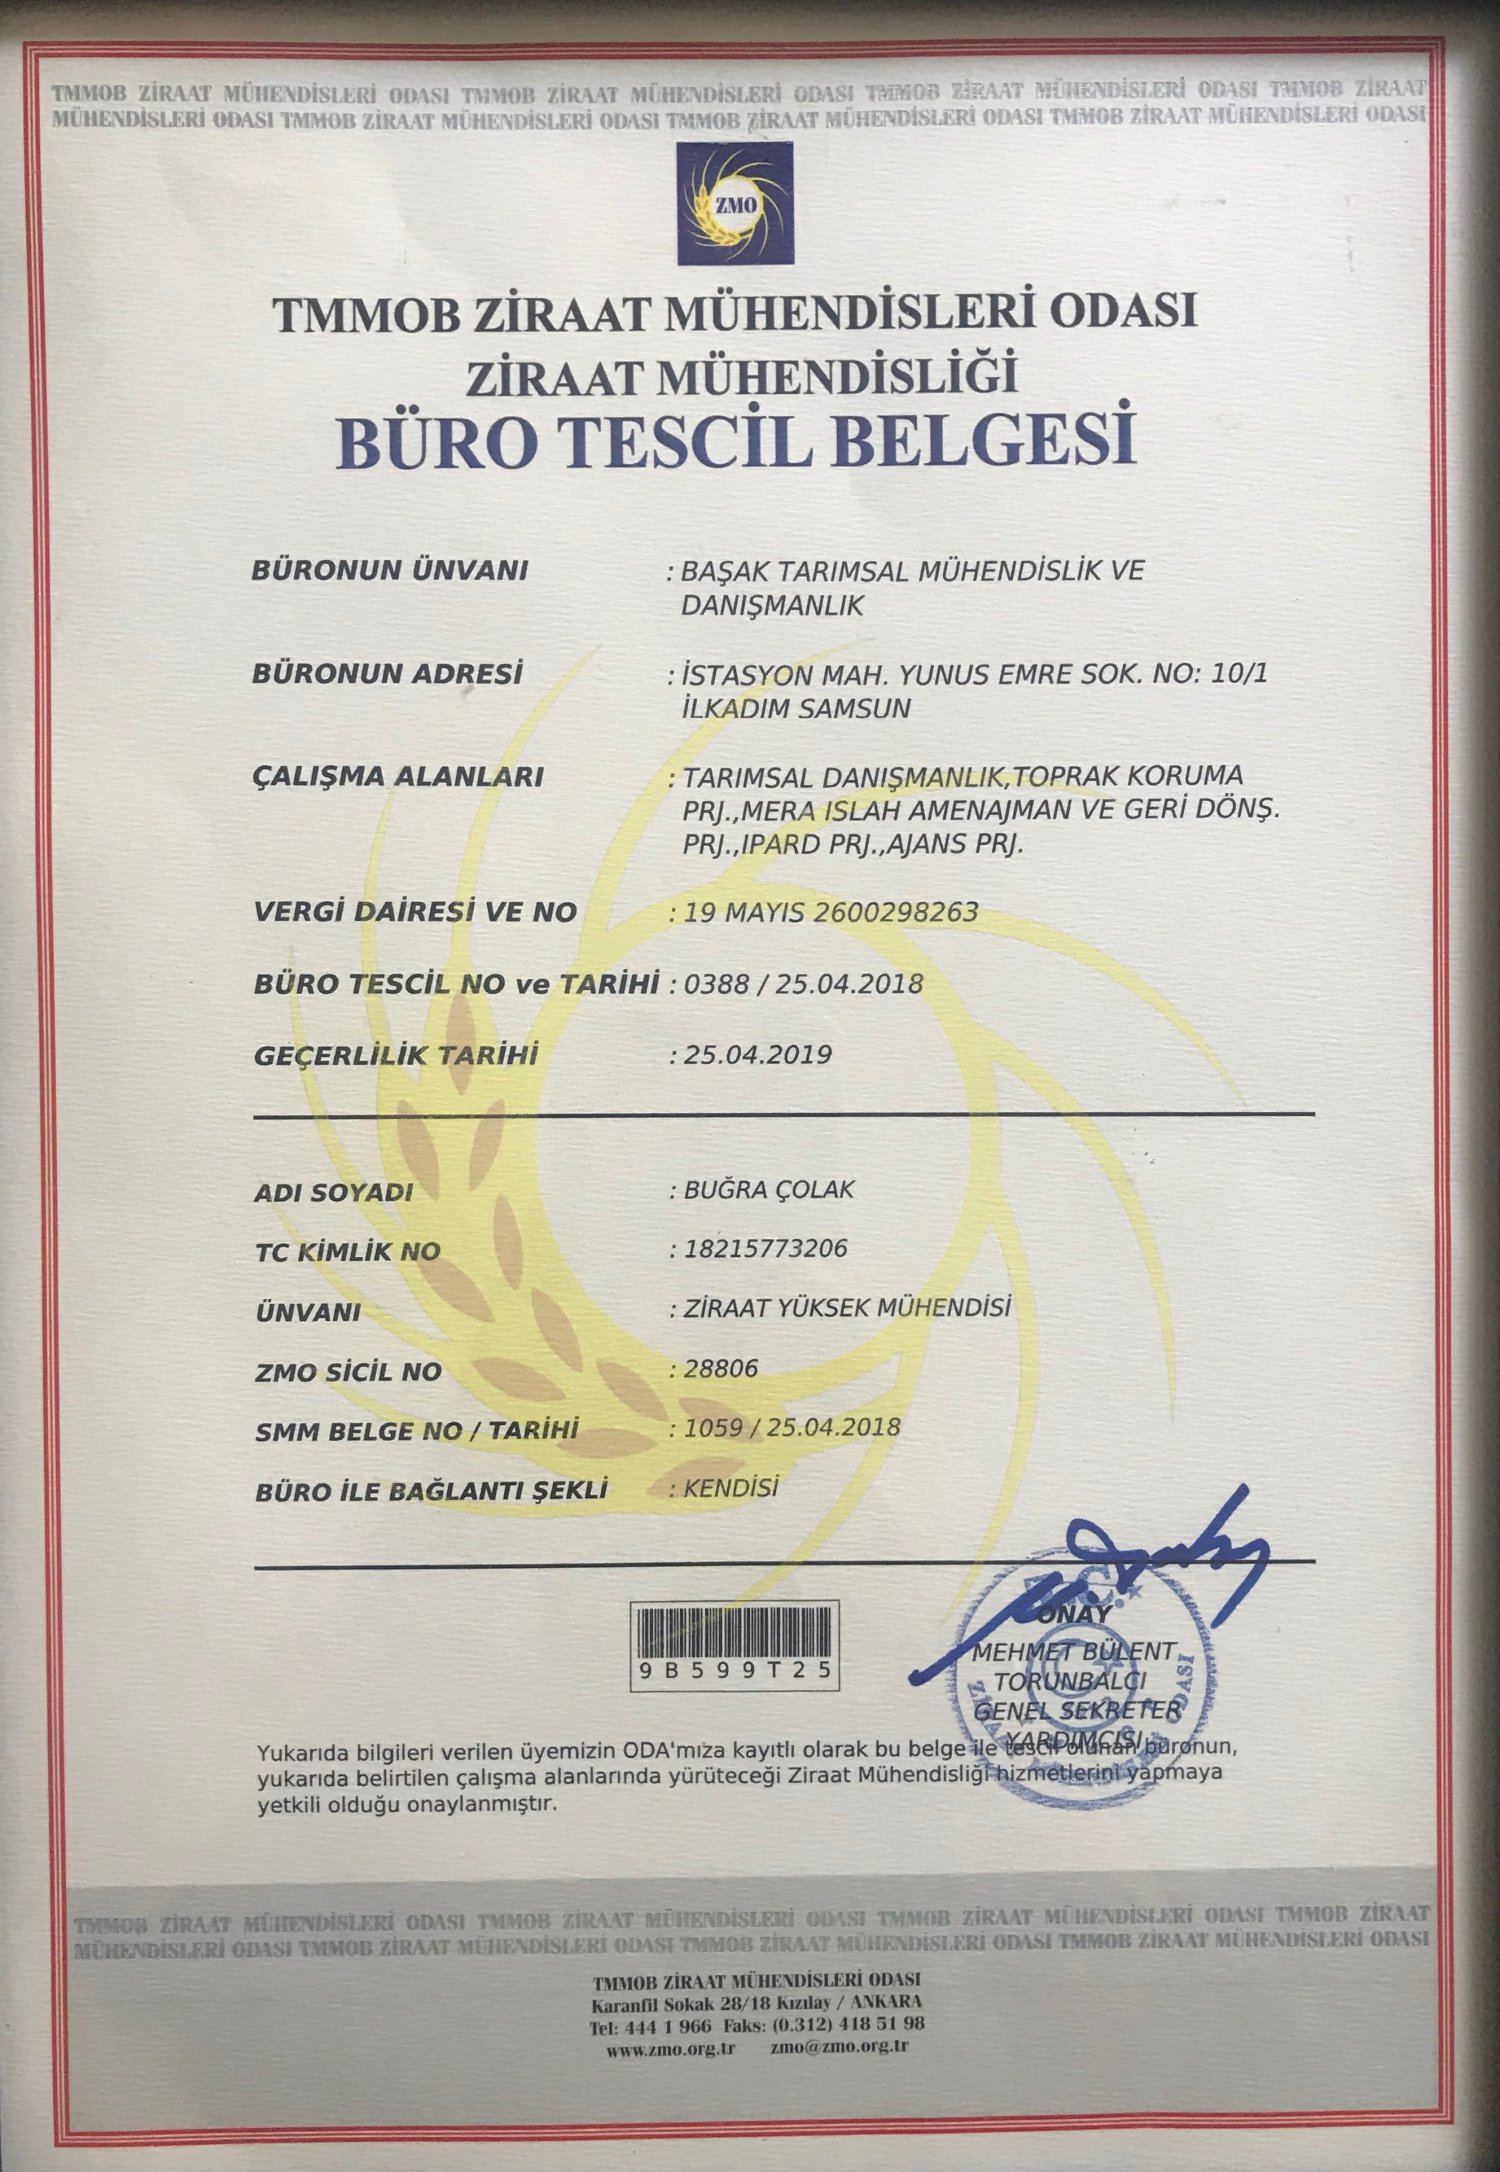 TMMOB ZİRAAT MÜHENDİSLERİ ODASI TMMOB ZİRAAT MÜHENDİSLERİ ODASI TMMOB ZİRAAT MÜHENDİSLERİ ODASI TMMOB ZİRAAT
MÜHENDİSLERİ ODASI TMMOB ZİRAAT MÜHENDİSLERİ ODASI TMMOB ZİRAAT MÜHENDİSLERİ ODASI TMMOB ZİRAAT MÜHENDİSLERİ ODASI
ZMO
TMMOB ZİRAAT MÜHENDİSLERİ ODASI
ZİRAAT MÜHENDİSLİĞİ
BÜRO TESCİL BELGESİ
BÜRONUN ÜNVANI : BAŞAK TARIMSAL MÜHENDİSLİK VE
DANIŞMANLIK
BÜRONUN ADRESİ : İSTASYON MAH. YUNUS EMRE SOK. NO: 10/1
İLKADIM SAMSUN
ÇALIŞMA ALANLARI : TARIMSAL DANIŞMANLIK,TOPRAK KORUMA
PRJ.,MERA ISLAH AMENAJMAN VE GERİ DÖNŞ.
PRJ.,IPARD PRJ.,AJANS PRJ.
VERGİ DAİRESİ VE NO : 19 MAYIS 2600298263
BÜRO TESCİL NO ve TARİHİ : 0388 / 25.04.2018
GEÇERLİLİK TARİHİ : 25.04.2019
ADI SOYADI : BUĞRA ÇOLAK
TC KİMLİK NO : 18215773206
ÜNVANI : ZİRAAT YÜKSEK MÜHENDİSİ
ZMO SİCİL NO : 28806
SMM BELGE NO / TARİHİ : 1059 / 25.04.2018
BÜRO İLE BAĞLANTI ŞEKLİ : KENDİSİ
9B599T25
ONAY
MEHMET BÜLENT
TORUNBALCI
GENEL SEKRETER
YARDIMCISI
Yukarıda bilgileri verilen üyemizin ODA'mıza kayıtlı olarak bu belge ile tescil olunan büronun,
yukarıda belirtilen çalışma alanlarında yürüteceği Ziraat Mühendisliği hizmetlerini yapmaya
yetkili olduğu onaylanmıştır.
TMMOB ZİRAAT MÜHENDİSLERİ ODASI TMMOB ZİRAAT MÜHENDİSLERİ ODASI TMMOB ZİRAAT MÜHENDİSLERİ ODASI TMMOB ZİRAAT
MÜHENDİSLERİ ODASI TMMOB ZİRAAT MÜHENDİSLERİ ODASI TMMOB ZİRAAT MÜHENDİSLERİ ODASI TMMOB ZİRAAT MÜHENDİSLERİ ODASI
TMMOB ZİRAAT MÜHENDİSLERİ ODASI
Karanfil Sokak 28/18 Kızılay / ANKARA
Tel: 444 1 966 Faks: (0.312) 418 51 98
www.zmo.org.tr zmo@zmo.org.tr